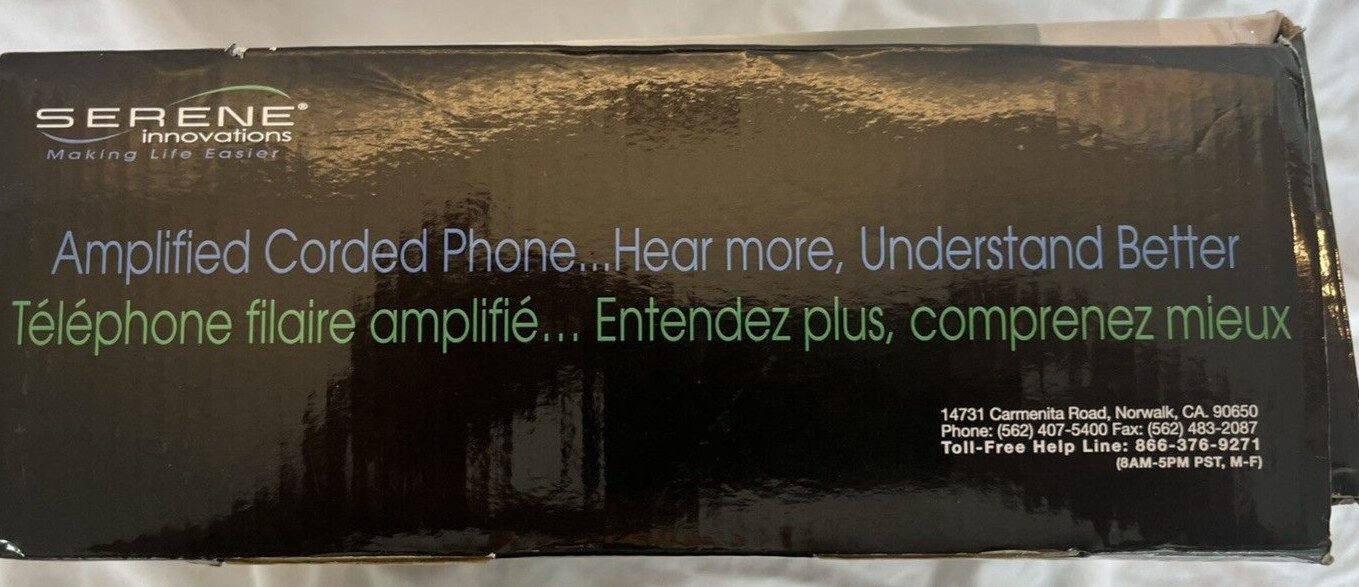 SERENE®
innovations
Making Life Easier
Amplified Corded Phone...Hear more, Understand Better
Téléphone filaire amplifié... Entendez plus, comprenez mieux
14731 Carmenita Road, Norwalk, CA. 90650
Phone: (562) 407-5400 Fax: (562) 483-2087
Toll-Free Help Line: 866-376-9271
(8AM-5PM PST, M-F)